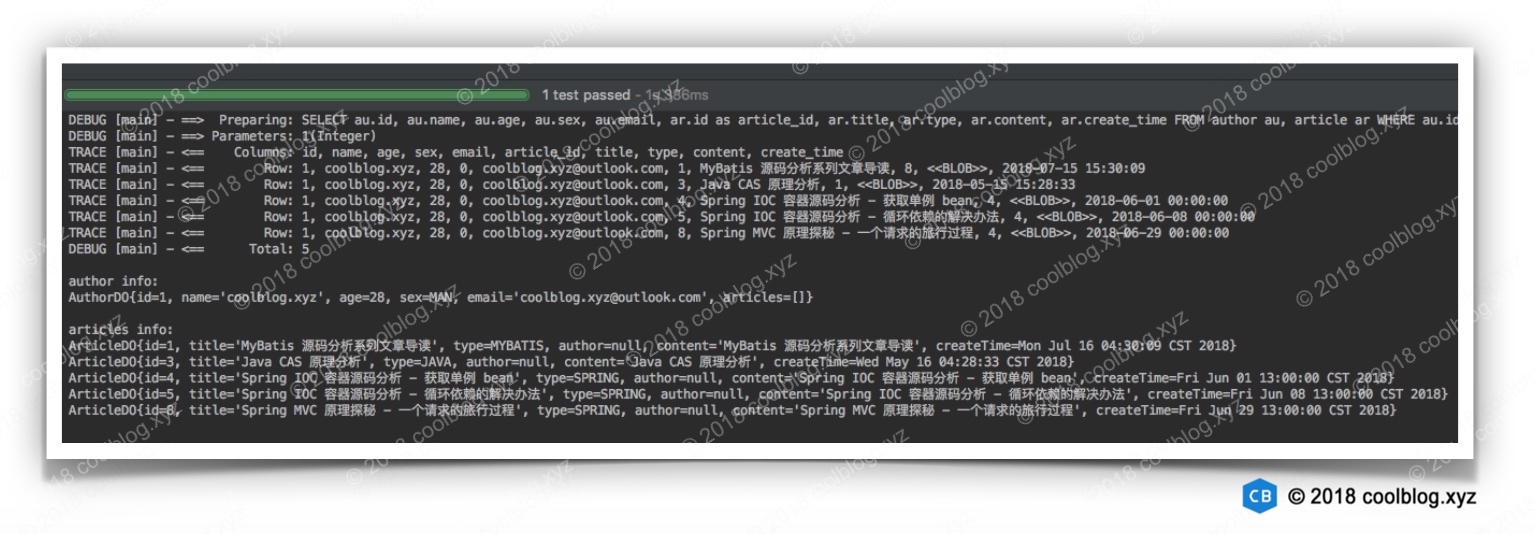 1 test passed - 1s 386ms
DEBUG [main] - ==>  Preparing: SELECT au.id, au.name, au.age, au.sex, au.email, ar.id as article_id, ar.title, ar.type, ar.content, ar.create_time FROM author au, article ar WHERE au.id
DEBUG [main] - ==> Parameters: 1(Integer)
TRACE [main] - <==    Columns: id, name, age, sex, email, article_id, title, type, content, create_time
TRACE [main] - <==        Row: 1, coolblog.xyz, 28, 0, coolblog.xyz@outlook.com, 1, MyBatis 源码分析系列文章导读, 8, <<BLOB>>, 2018-07-15 15:30:09
TRACE [main] - <==        Row: 1, coolblog.xyz, 28, 0, coolblog.xyz@outlook.com, 3, Java CAS 原理分析, 1, <<BLOB>>, 2018-05-15 15:28:33
TRACE [main] - <==        Row: 1, coolblog.xyz, 28, 0, coolblog.xyz@outlook.com, 4, Spring IOC 容器源码分析 - 获取单例 bean, 4, <<BLOB>>, 2018-06-01 00:00:00
TRACE [main] - <==        Row: 1, coolblog.xyz, 28, 0, coolblog.xyz@outlook.com, 5, Spring IOC 容器源码分析 - 循环依赖的解决办法, 4, <<BLOB>>, 2018-06-08 00:00:00
TRACE [main] - <==        Row: 1, coolblog.xyz, 28, 0, coolblog.xyz@outlook.com, 8, Spring MVC 原理探秘 - 一个请求的旅行过程, 4, <<BLOB>>, 2018-06-29 00:00:00
DEBUG [main] - <==      Total: 5
author info:
AuthorDO{id=1, name='coolblog.xyz', age=28, sex=MAN, email='coolblog.xyz@outlook.com', articles=[]}
articles info:
ArticleDO{id=1, title='MyBatis 源码分析系列文章导读', type=MYBATIS, author=null, content='MyBatis 源码分析系列文章导读', createTime=Mon Jul 16 04:30:09 CST 2018}
ArticleDO{id=3, title='Java CAS 原理分析', type=JAVA, author=null, content='Java CAS 原理分析', createTime=Wed May 16 04:28:33 CST 2018}
ArticleDO{id=4, title='Spring IOC 容器源码分析 - 获取单例 bean', type=SPRING, author=null, content='Spring IOC 容器源码分析 - 获取单例 bean', createTime=Fri Jun 01 13:00:00 CST 2018}
ArticleDO{id=5, title='Spring IOC 容器源码分析 - 循环依赖的解决办法', type=SPRING, author=null, content='Spring IOC 容器源码分析 - 循环依赖的解决办法', createTime=Fri Jun 08 13:00:00 CST 2018}
ArticleDO{id=8, title='Spring MVC 原理探秘 - 一个请求的旅行过程', type=SPRING, author=null, content='Spring MVC 原理探秘 - 一个请求的旅行过程', createTime=Fri Jun 29 13:00:00 CST 2018}
CB © 2018 coolblog.xyz